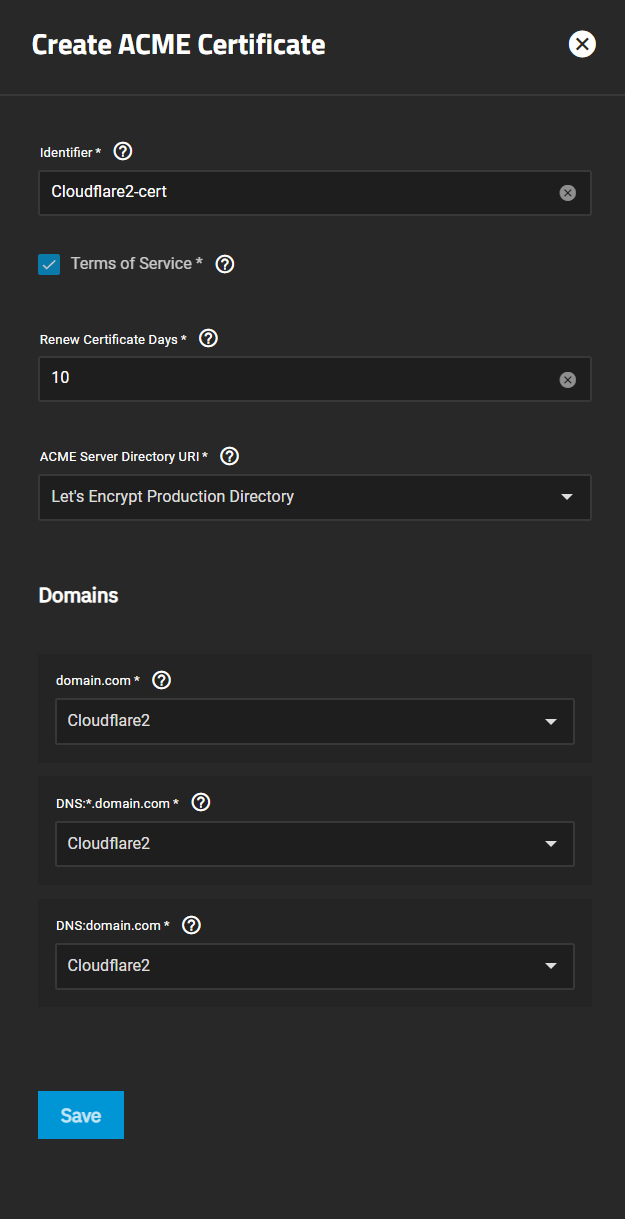 Create ACME Certificate
Identifier *
Cloudflare2-cert
Terms of Service *
Renew Certificate Days *
10
ACME Server Directory URI *
Let's Encrypt Production Directory
Domains
domain.com *
Cloudflare2
DNS:*.domain.com *
Cloudflare2
DNS:domain.com *
Cloudflare2
Save